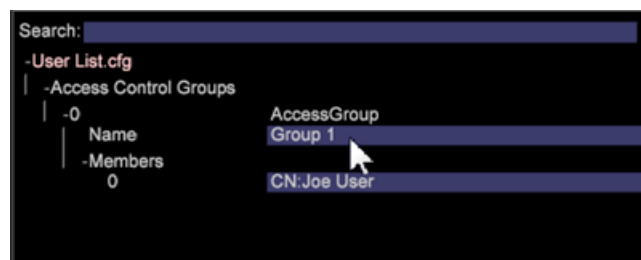 Search:
-User List.cfg
-Access Control Groups
-0 AccessGroup
Name Group 1
-Members
0 CN:Joe User